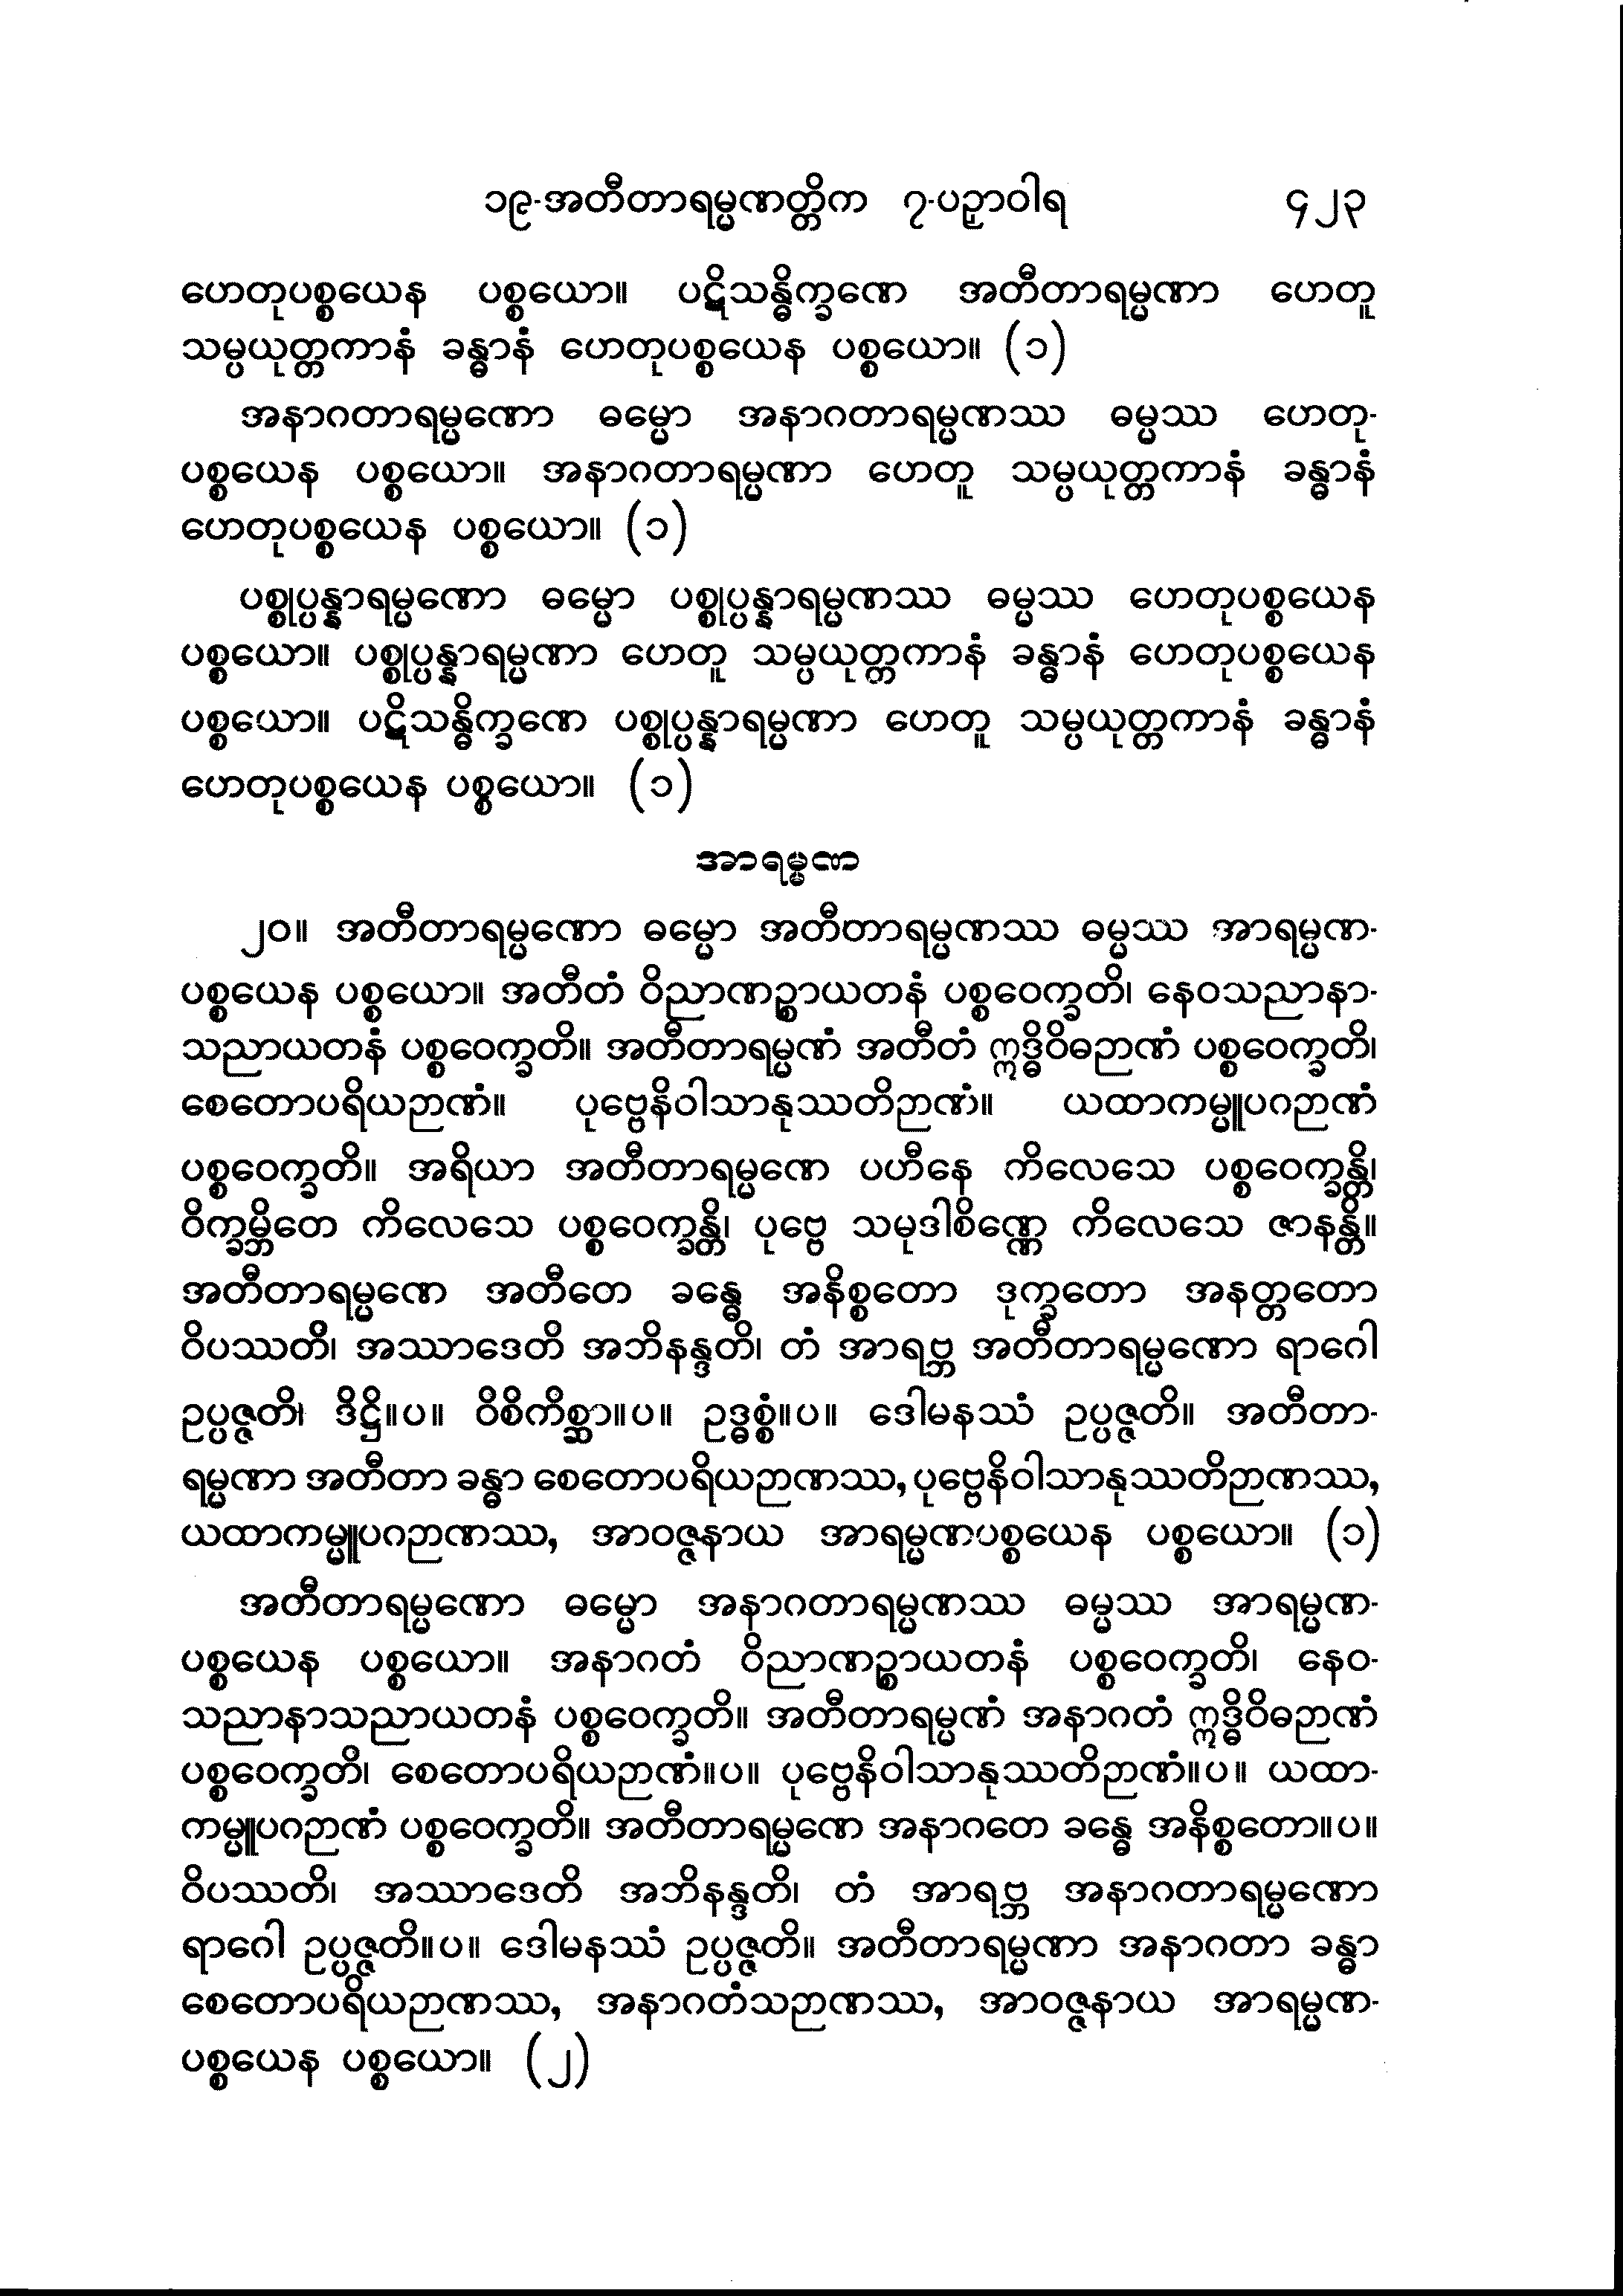 ၁၉-အတီတာရမ္မဏတ္တိက ၇-ပဉှာဝါရ ၄၂၃
ဟေတုပစ္စယေန ပစ္စယော။ ပဋိသန္ဓိက္ခဏေ အတီတာရမ္မဏာ ဟေတူ
သမ္ပယုတ္တကာနံ ခန္ဓာနံ ဟေတုပစ္စယေန ပစ္စယော။ (၁)
အနာဂတာရမ္မဏော ဓမ္မော အနာဂတာရမ္မဏဿ ဓမ္မဿ ဟေတု-
ပစ္စယေန ပစ္စယော။ အနာဂတာရမ္မဏာ ဟေတူ သမ္ပယုတ္တကာနံ ခန္ဓာနံ
ဟေတုပစ္စယေန ပစ္စယော။ (၁)
ပစ္စုပ္ပန္နာရမ္မဏော ဓမ္မော ပစ္စုပ္ပန္နာရမ္မဏဿ ဓမ္မဿ ဟေတုပစ္စယေန
ပစ္စယော။ ပစ္စုပ္ပန္နာရမ္မဏာ ဟေတူ သမ္ပယုတ္တကာနံ ခန္ဓာနံ ဟေတုပစ္စယေန
ပစ္စယော။ ပဋိသန္ဓိက္ခဏေ ပစ္စုပ္ပန္နာရမ္မဏာ ဟေတူ သမ္ပယုတ္တကာနံ ခန္ဓာနံ
ဟေတုပစ္စယေန ပစ္စယော။ (၁)
အာရမ္မဏ
၂၀။ အတီတာရမ္မဏော ဓမ္မော အတီတာရမ္မဏဿ ဓမ္မဿ အာရမ္မဏ-
ပစ္စယေန ပစ္စယော။ အတီတံ ဝိညာဏဉ္စာယတနံ ပစ္စဝေက္ခတိ၊ နေဝသညာနာ-
သညာယတနံ ပစ္စဝေက္ခတိ။ အတီတာရမ္မဏံ အတီတံ ဣဒ္ဓိဝိဓဉာဏံ ပစ္စဝေက္ခတိ၊
စေတောပရိယဉာဏံ။ ပုဗ္ဗေနိဝါသာနုဿတိဉာဏံ။ ယထာကမ္မူပဂဉာဏံ
ပစ္စဝေက္ခတိ။ အရိယာ အတီတာရမ္မဏေ ပဟီနေ ကိလေသေ ပစ္စဝေက္ခန္တိ၊
ဝိက္ခမ္ဘိတေ ကိလေသေ ပစ္စဝေက္ခန္တိ၊ ပုဗ္ဗေ သမုဒါစိဏ္ဏေ ကိလေသေ ဇာနန္တိ။
အတီတာရမ္မဏေ အတီတေ ခန္ဓေ အနိစ္စတော ဒုက္ခတော အနတ္တတော
ဝိပဿတိ၊ အဿာဒေတိ အဘိနန္ဒတိ၊ တံ အာရဗ္ဘ အတီတာရမ္မဏော ရာဂေါ
ဥပ္ပဇ္ဇတိ၊ ဒိဋ္ဌိ။ပ။ ဝိစိကိစ္ဆာ။ပ။ ဥဒ္ဓစ္စံ။ပ။ ဒေါမနဿံ ဥပ္ပဇ္ဇတိ။ အတီတာ-
ရမ္မဏာ အတီတာ ခန္ဓာ စေတောပရိယဉာဏဿ, ပုဗ္ဗေနိဝါသာနုဿတိဉာဏဿ,
ယထာကမ္မူပဂဉာဏဿ, အာဝဇ္ဇနာယ အာရမ္မဏပစ္စယေန ပစ္စယော။ (၁)
အတီတာရမ္မဏော ဓမ္မော အနာဂတာရမ္မဏဿ ဓမ္မဿ အာရမ္မဏ-
ပစ္စယေန ပစ္စယော။ အနာဂတံ ဝိညာဏဉ္စာယတနံ ပစ္စဝေက္ခတိ၊ နေဝ-
သညာနာသညာယတနံ ပစ္စဝေက္ခတိ။ အတီတာရမ္မဏံ အနာဂတံ ဣဒ္ဓိဝိဓဉာဏံ
ပစ္စဝေက္ခတိ၊ စေတောပရိယဉာဏံ။ပ။ ပုဗ္ဗေနိဝါသာနုဿတိဉာဏံ။ပ။ ယထာ-
ကမ္မူပဂဉာဏံ ပစ္စဝေက္ခတိ။ အတီတာရမ္မဏေ အနာဂတေ ခန္ဓေ အနိစ္စတော။ပ။
ဝိပဿတိ၊ အဿာဒေတိ အဘိနန္ဒတိ၊ တံ အာရဗ္ဘ အနာဂတာရမ္မဏော
ရာဂေါ ဥပ္ပဇ္ဇတိ။ပ။ ဒေါမနဿံ ဥပ္ပဇ္ဇတိ။ အတီတာရမ္မဏာ အနာဂတာ ခန္ဓာ
စေတောပရိယဉာဏဿ, အနာဂတံသဉာဏဿ, အာဝဇ္ဇနာယ အာရမ္မဏ-
ပစ္စယေန ပစ္စယော။ (၂)